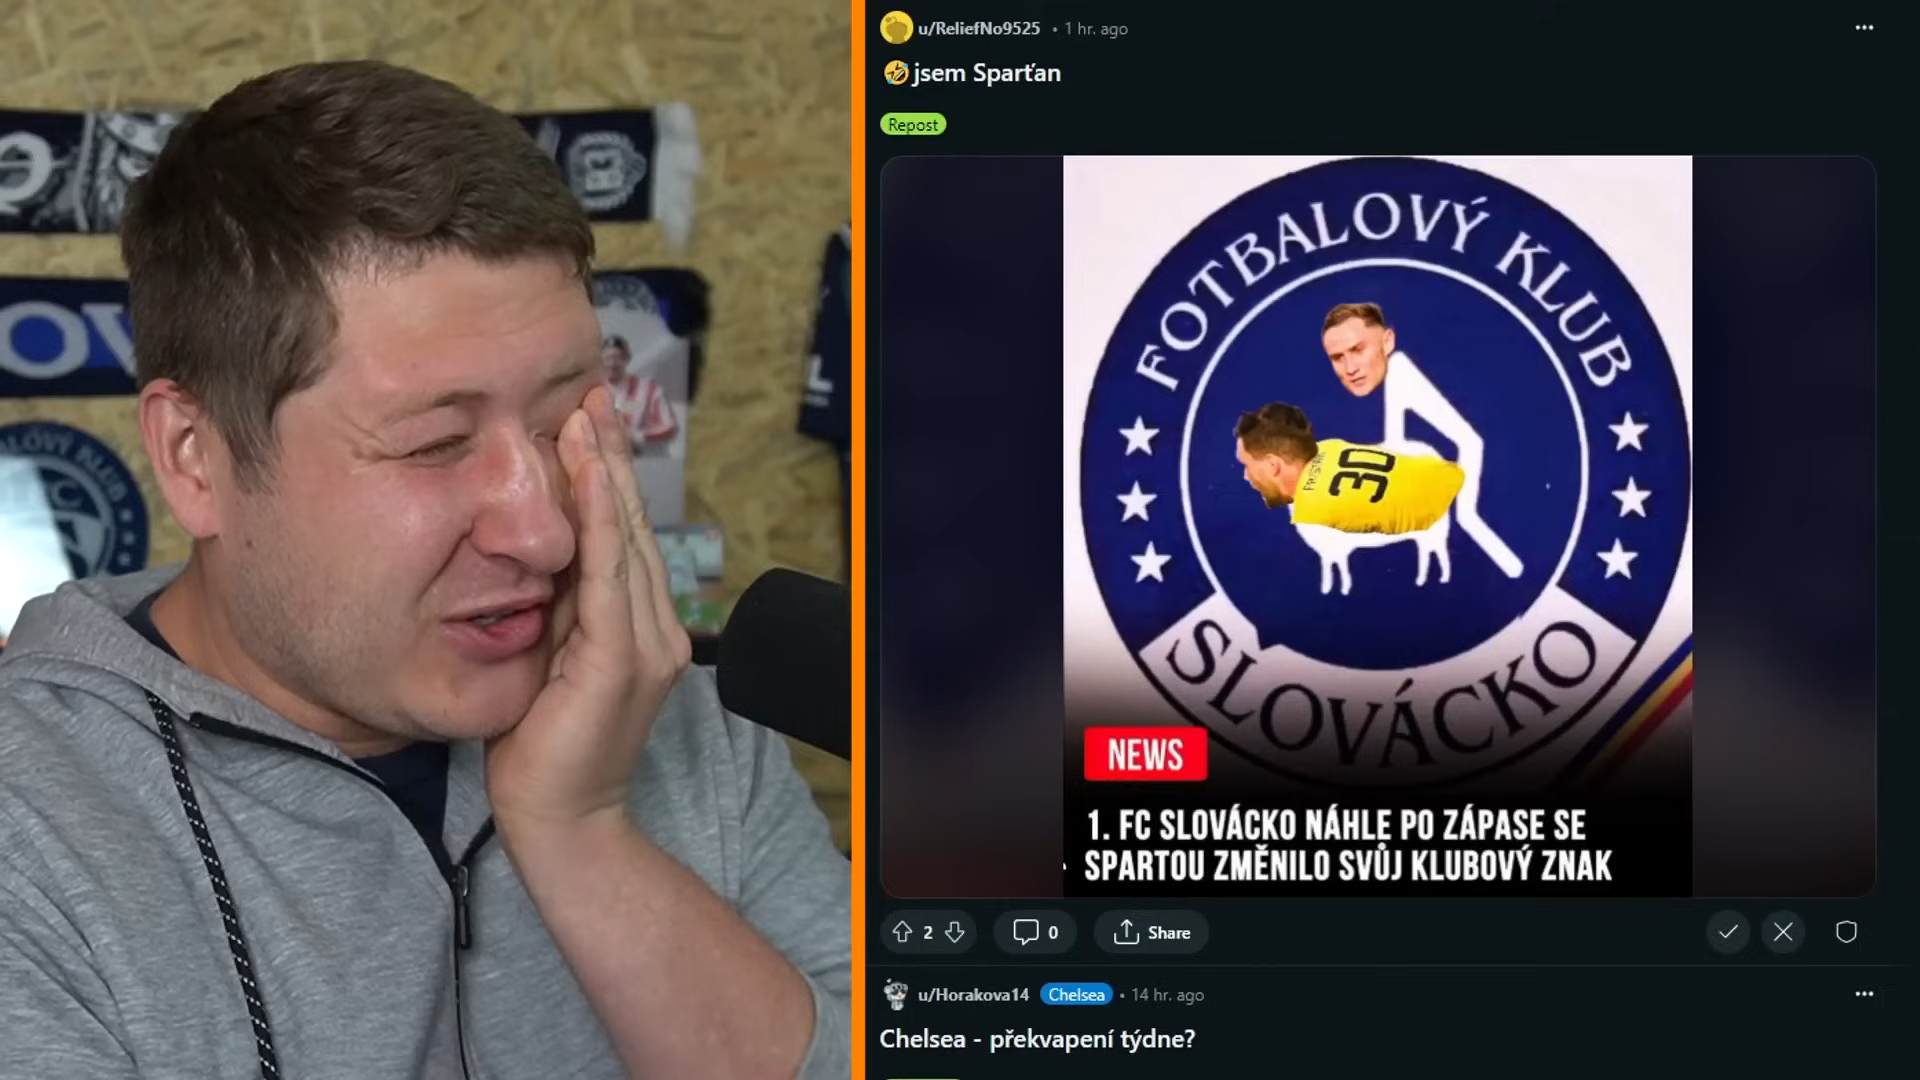 u/ReliefNo9525 • 1 hr. ago
🤣jsem Sparťan
Repost
FOTBALOVÝ KLUB
30
SLOVÁCKO
NEWS
1. FC SLOVÁCKO NÁHLE PO ZÁPASE SE
SPARTOU ZMĚNILO SVŮJ KLUBOVÝ ZNAK
2
0
Share
u/Horakova14 Chelsea • 14 hr. ago
Chelsea - překvapení týdne?